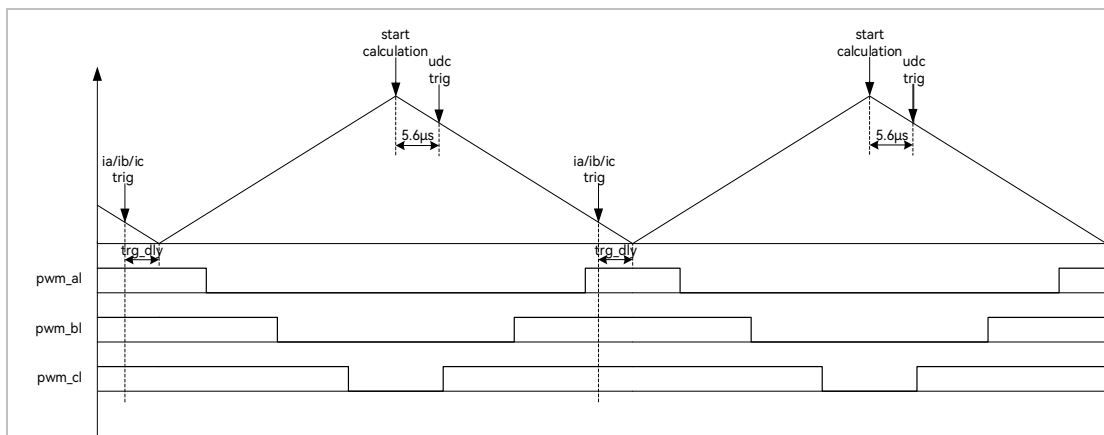 start
calculation
udc
trig
5.6µs
ia/ib/ic
trig
trg_dly
start
calculation
udc
trig
5.6µs
ia/ib/ic
trig
trg_dly
pwm_al
pwm_bl
pwm_cl